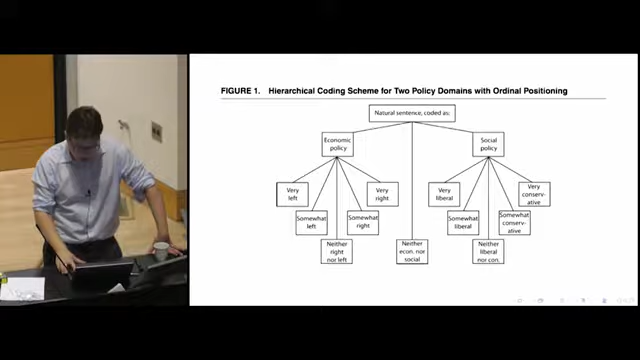 FIGURE 1. Hierarchical Coding Scheme for Two Policy Domains with Ordinal Positioning
Natural sentence, coded as:
Economic
policy
Social
policy
Very
left
Very
right
Very
liberal
Very
conserv-
ative
Somewhat
left
Somewhat
right
Somewhat
liberal
Somewhat
conserv-
ative
Neither
right
nor left
Neither
econ. nor
social
Neither
liberal
nor con.